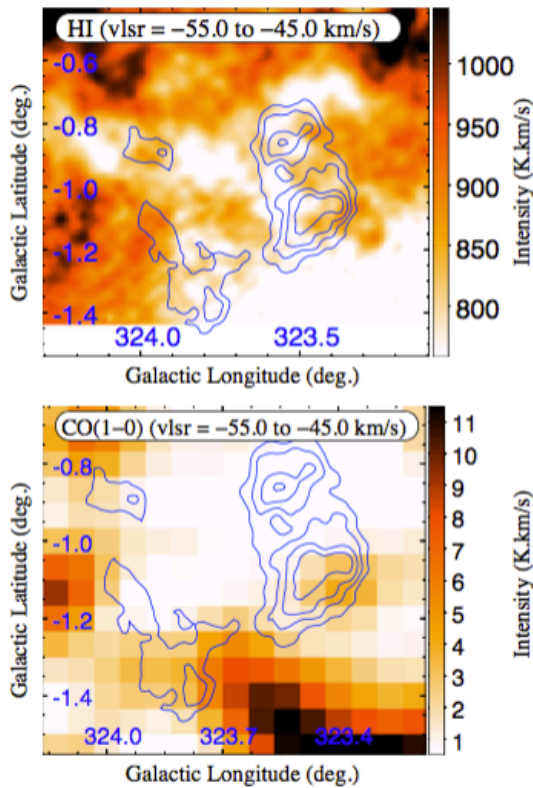 HI (vlsr = −55.0 to −45.0 km/s)
-0.6
-0.8
-1.0
-1.2
-1.4
324.0 323.5
Galactic Latitude (deg.)
Galactic Longitude (deg.)
1000
950
900
850
800
Intensity (K.km/s)
CO(1−0) (vlsr = −55.0 to −45.0 km/s)
-0.8
-1.0
-1.2
-1.4
324.0 323.7 323.4
Galactic Latitude (deg.)
Galactic Longitude (deg.)
11
10
9
8
7
6
5
4
3
2
1
Intensity (K.km/s)